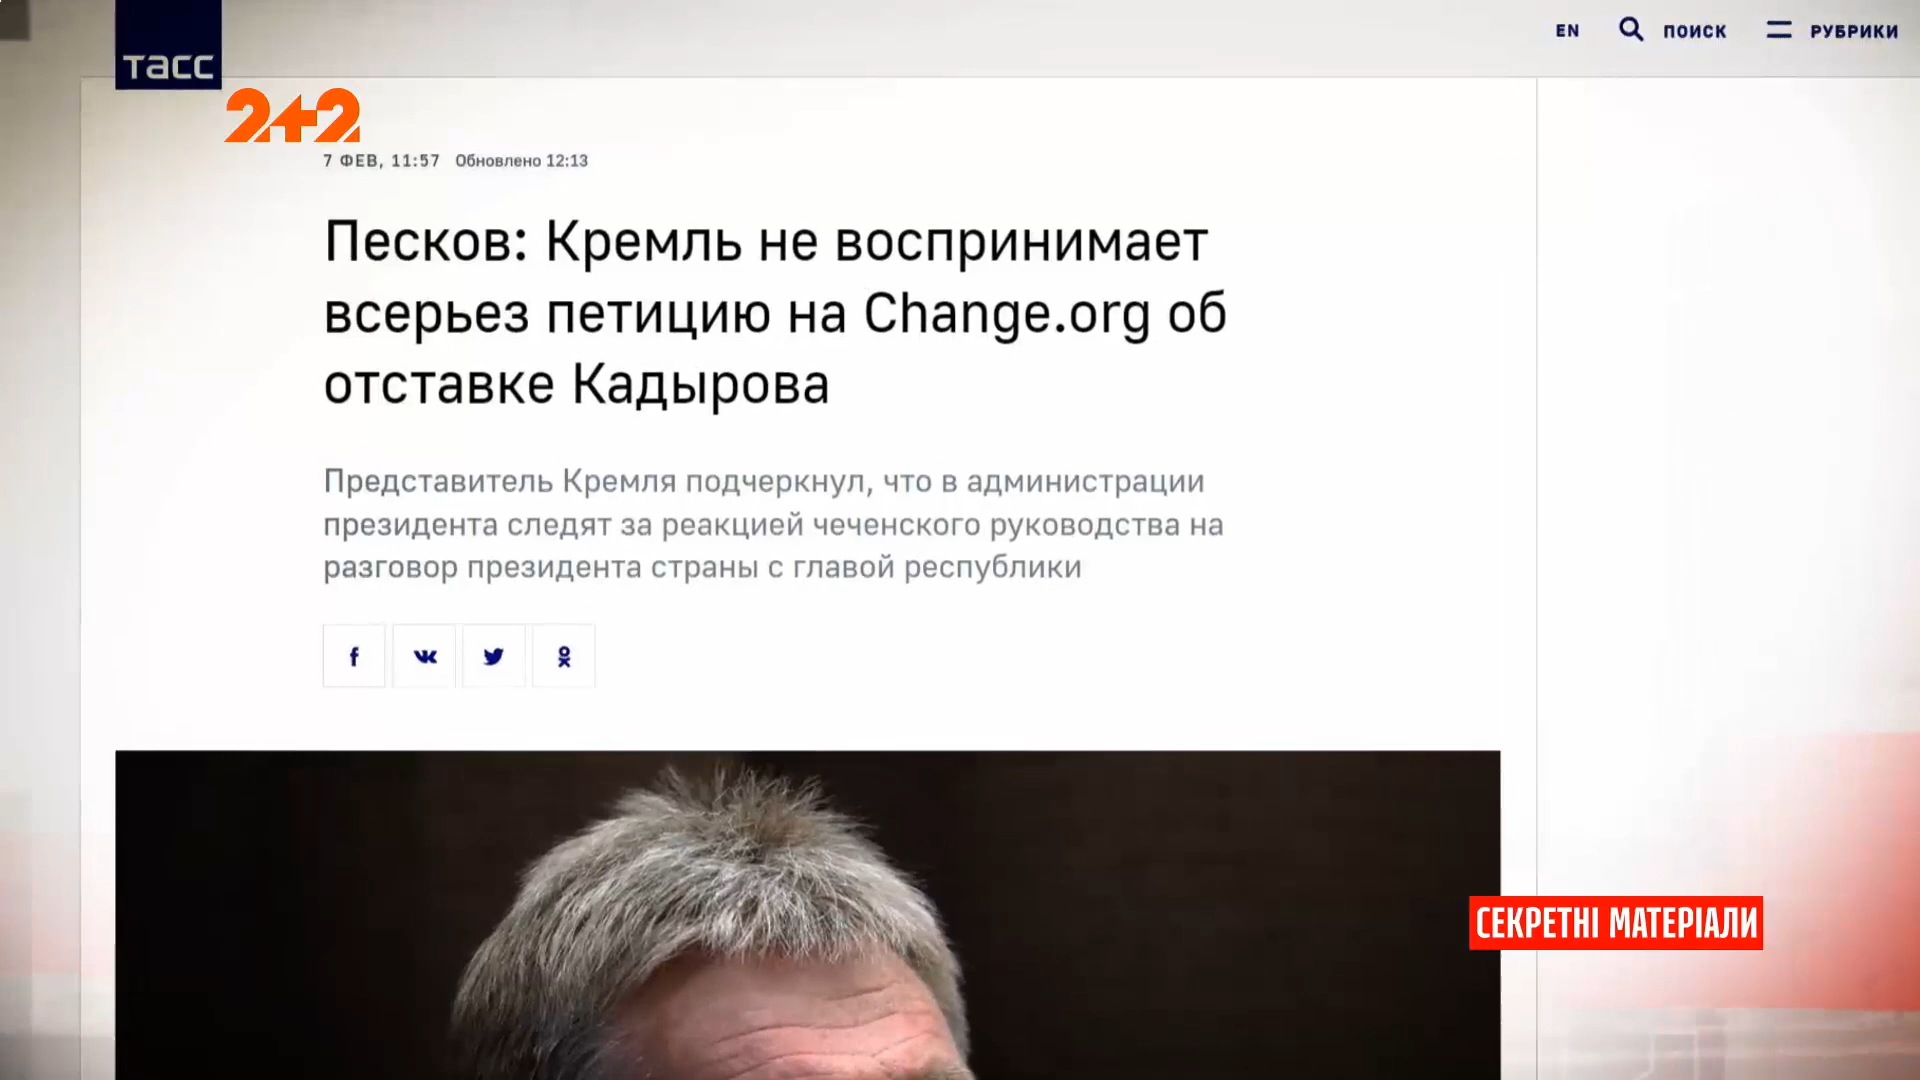 тасс
EN
ПОИСК
РУБРИКИ
2+2
7 ФЕВ, 11:57 Обновлено 12:13
Песков: Кремль не воспринимает
всерьез петицию на Change.org об
отставке Кадырова
Представитель Кремля подчеркнул, что в администрации
президента следят за реакцией чеченского руководства на
разговор президента страны с главой республики
СЕКРЕТНІ МАТЕРІАЛИ